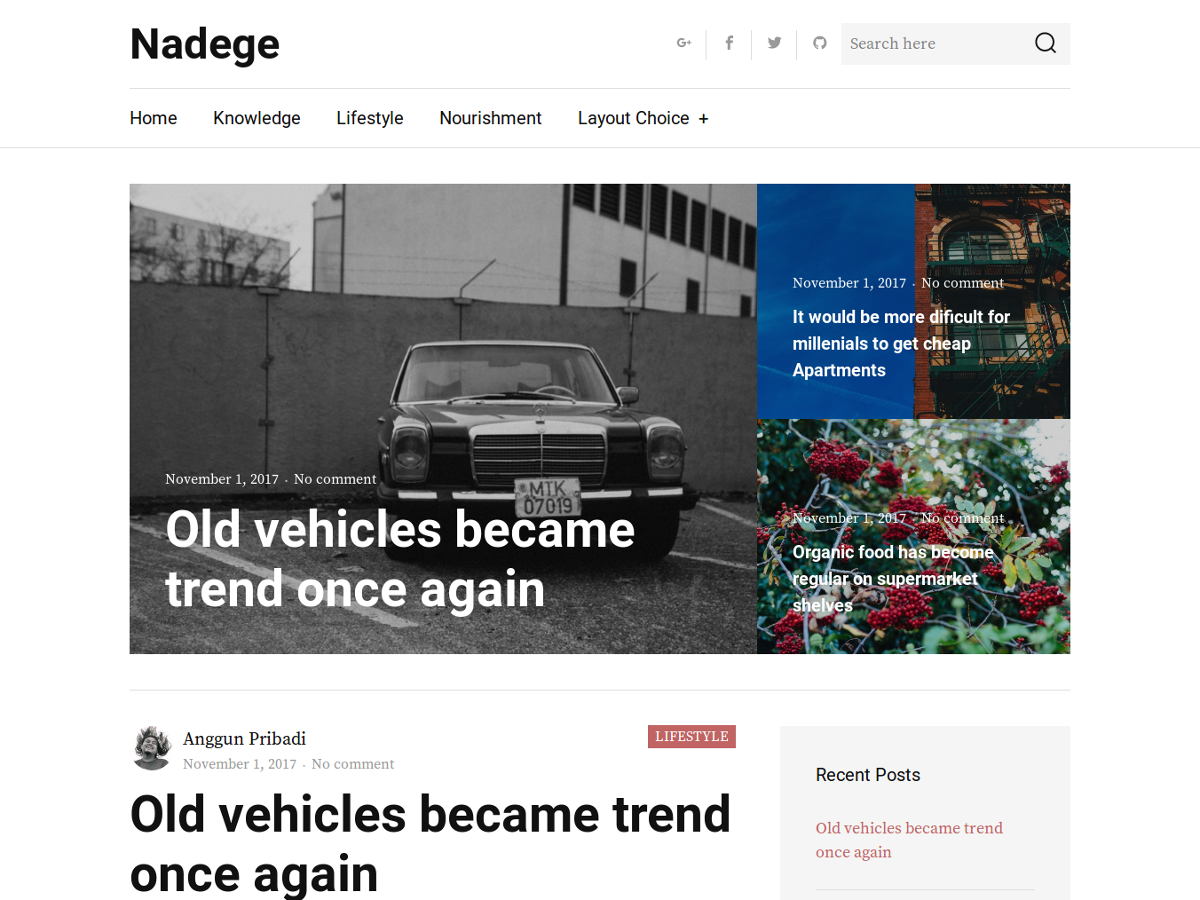 Nadege
Search here
Home
Knowledge
Lifestyle
Nourishment
Layout Choice +
MTK
07019
November 1, 2017 · No comment
Old vehicles became
trend once again
November 1, 2017 · No comment
It would be more dificult for
millenials to get cheap
Apartments
November 1, 2017 · No comment
Organic food has become
regular on supermarket
shelves
Anggun Pribadi
November 1, 2017 · No comment
LIFESTYLE
Old vehicles became trend
once again
Recent Posts
Old vehicles became trend
once again